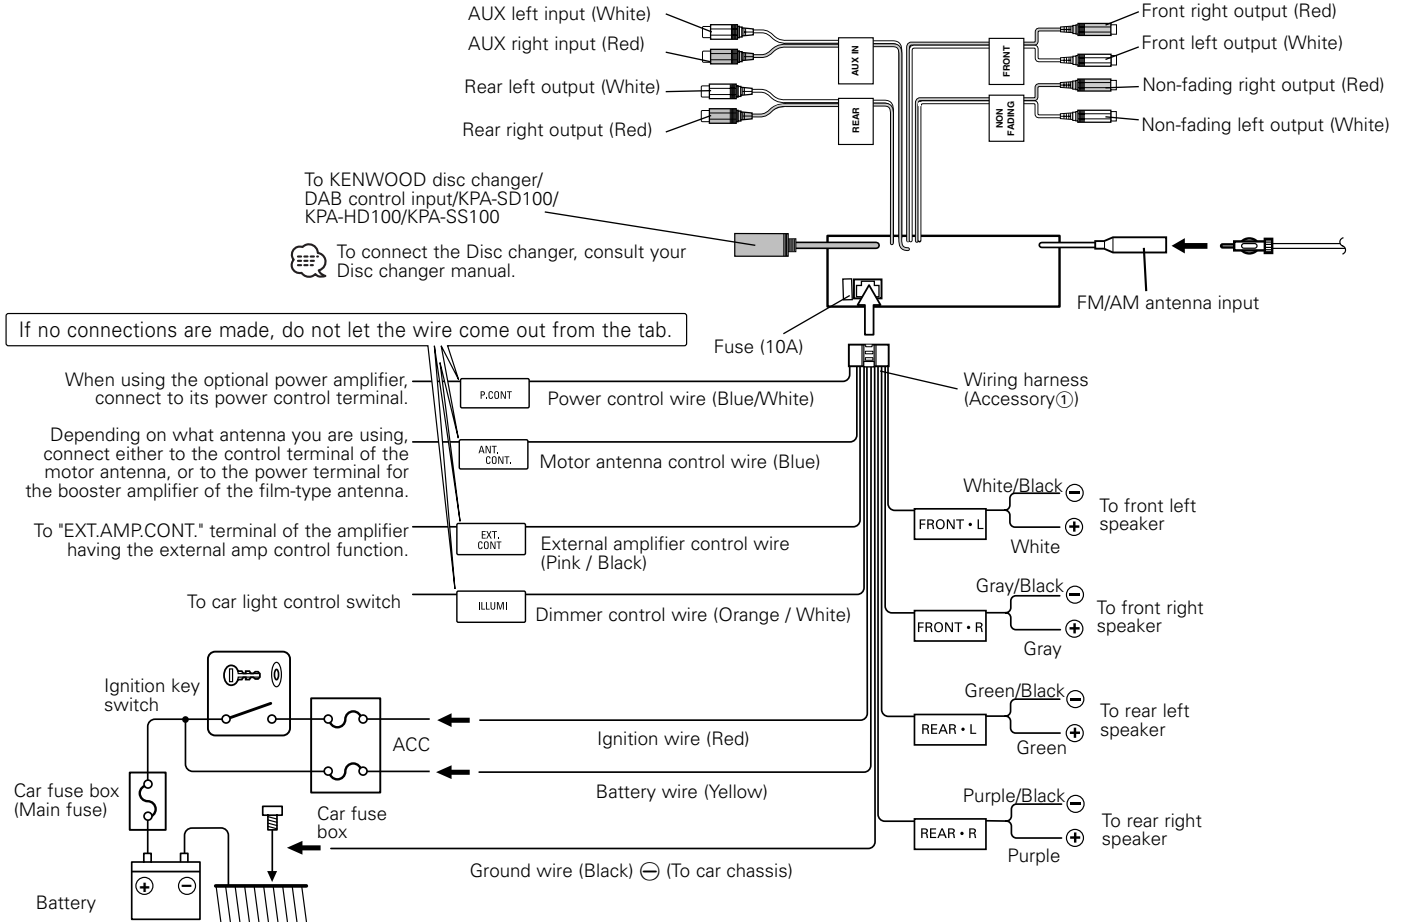 AUX left input (White)
AUX right input (Red)
Rear left output (White)
Rear right output (Red)
AUX IN
REAR
FRONT
NON
FADING
Front right output (Red)
Front left output (White)
Non-fading right output (Red)
Non-fading left output (White)
To KENWOOD disc changer/
DAB control input/KPA-SD100/
KPA-HD100/KPA-SS100
To connect the Disc changer, consult your
Disc changer manual.
FM/AM antenna input
Fuse (10A)
If no connections are made, do not let the wire come out from the tab.
Wiring harness
(Accessory①)
When using the optional power amplifier,
connect to its power control terminal.
P.CONT
Power control wire (Blue/White)
Depending on what antenna you are using,
connect either to the control terminal of the
motor antenna, or to the power terminal for
the booster amplifier of the film-type antenna.
ANT.
CONT.
Motor antenna control wire (Blue)
To "EXT.AMP.CONT." terminal of the amplifier
having the external amp control function.
EXT.
CONT
External amplifier control wire
(Pink / Black)
To car light control switch
ILLUMI
Dimmer control wire (Orange / White)
White/Black
⊖
FRONT • L
⊕
White
To front left
speaker
Gray/Black
⊖
FRONT • R
⊕
Gray
To front right
speaker
Green/Black
⊖
REAR • L
⊕
Green
To rear left
speaker
Purple/Black
⊖
REAR • R
⊕
Purple
To rear right
speaker
Ignition key
switch
ACC
Ignition wire (Red)
Car fuse box
(Main fuse)
Car fuse
box
Battery wire (Yellow)
Ground wire (Black) ⊖ (To car chassis)
⊕ ⊖
Battery